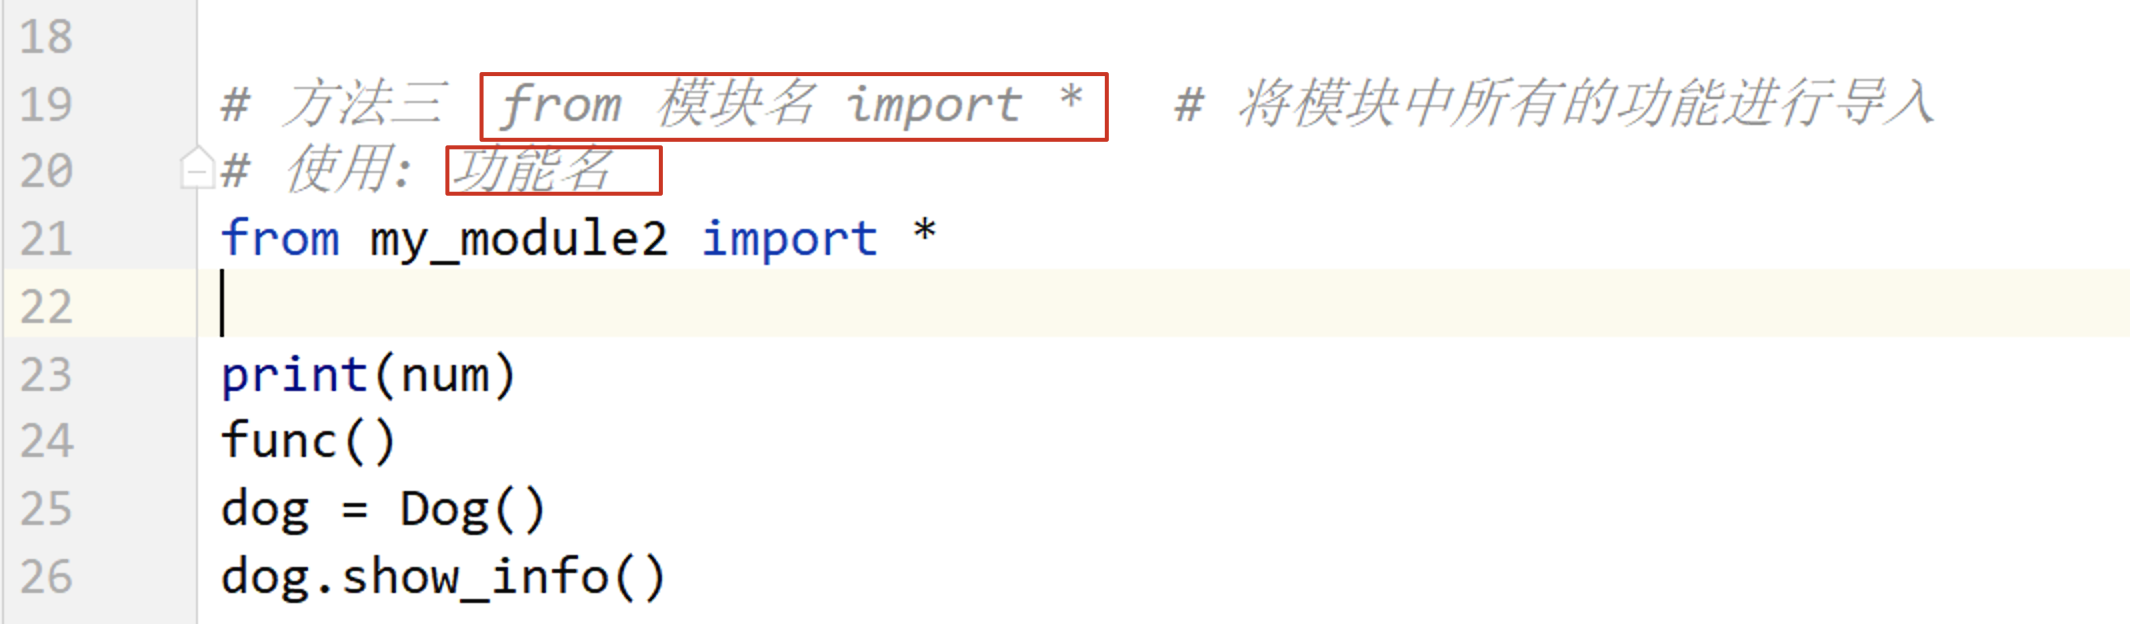 18
19 # 方法三 from 模块名 import * # 将模块中所有的功能进行导入
20 # 使用: 功能名
21 from my_module2 import *
22
23 print(num)
24 func()
25 dog = Dog()
26 dog.show_info()